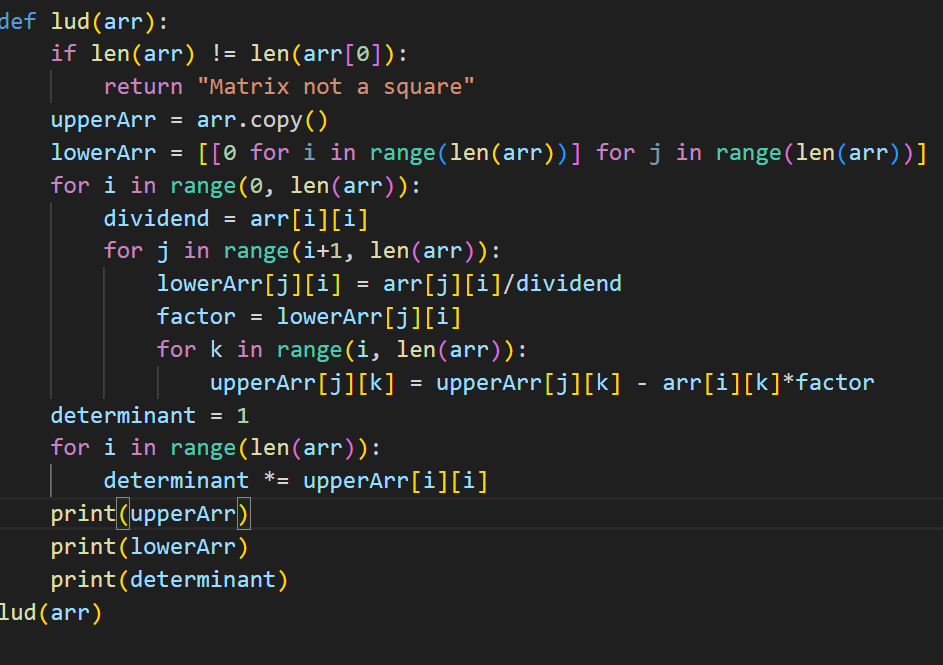 def lud(arr):
    if len(arr) != len(arr[0]):
        return "Matrix not a square"
    upperArr = arr.copy()
    lowerArr = [[0 for i in range(len(arr))] for j in range(len(arr))]
    for i in range(0, len(arr)):
        dividend = arr[i][i]
        for j in range(i+1, len(arr)):
            lowerArr[j][i] = arr[j][i]/dividend
            factor = lowerArr[j][i]
            for k in range(i, len(arr)):
                upperArr[j][k] = upperArr[j][k] - arr[i][k]*factor
    determinant = 1
    for i in range(len(arr)):
        determinant *= upperArr[i][i]
    print(upperArr)
    print(lowerArr)
    print(determinant)
lud(arr)